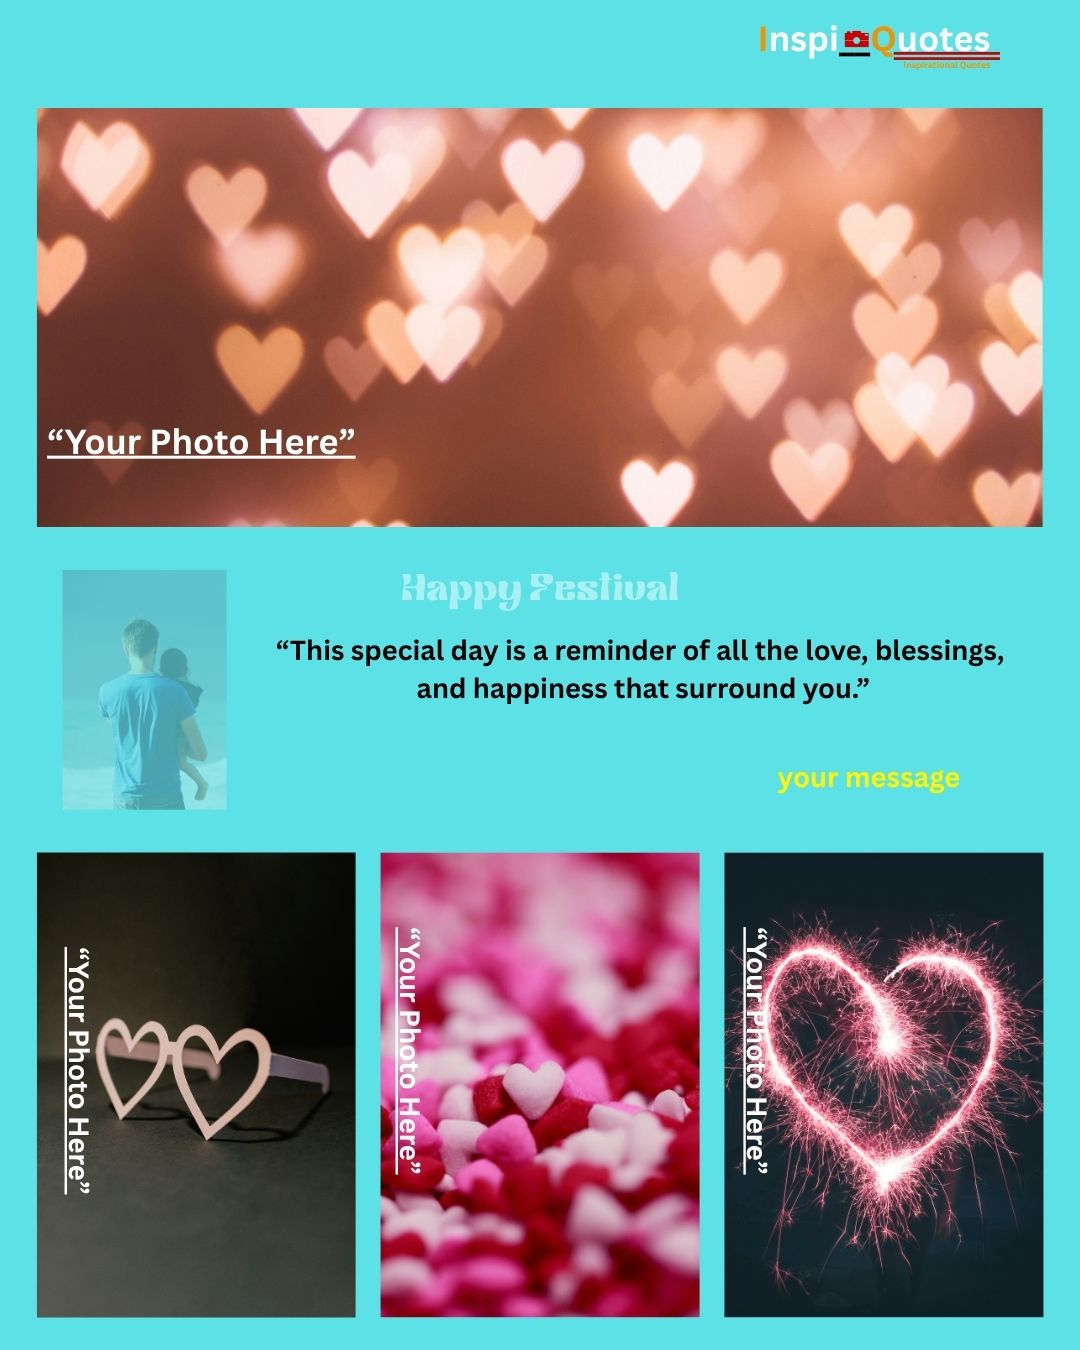 InspiQuotes
Inspirational Quotes
“Your Photo Here”
Happy Festival
“This special day is a reminder of all the love, blessings,
and happiness that surround you.”
your message
“Your Photo Here”
“Your Photo Here”
“Your Photo Here”